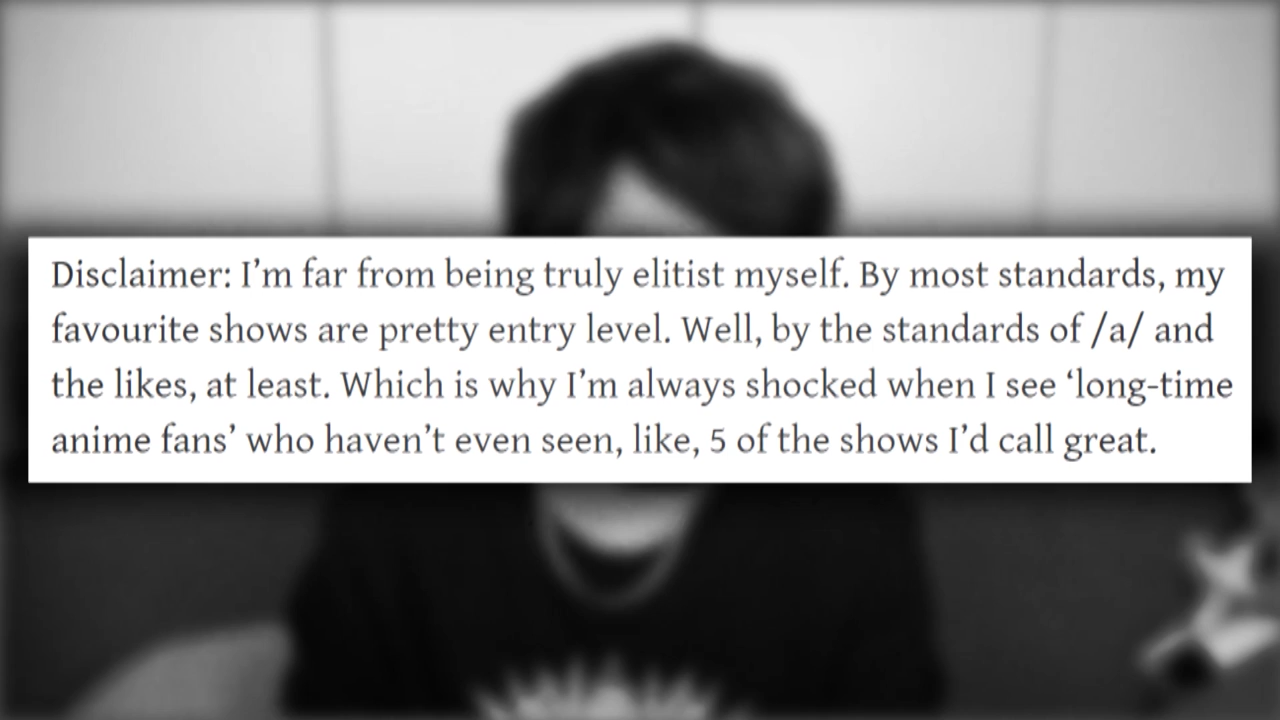 Disclaimer: I’m far from being truly elitist myself. By most standards, my
favourite shows are pretty entry level. Well, by the standards of /a/ and
the likes, at least. Which is why I’m always shocked when I see ‘long-time
anime fans’ who haven’t even seen, like, 5 of the shows I’d call great.